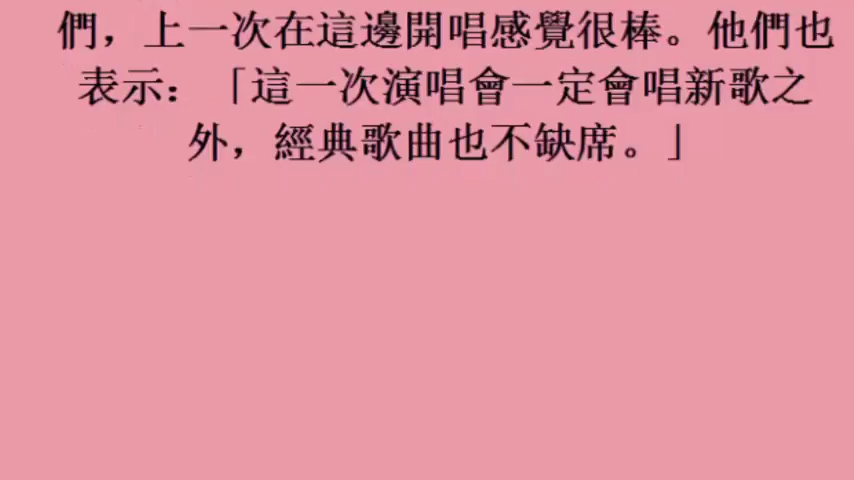 們，上一次在這邊開唱感覺很棒。他們也
表示：「這一次演唱會一定會唱新歌之
外，經典歌曲也不缺席。」